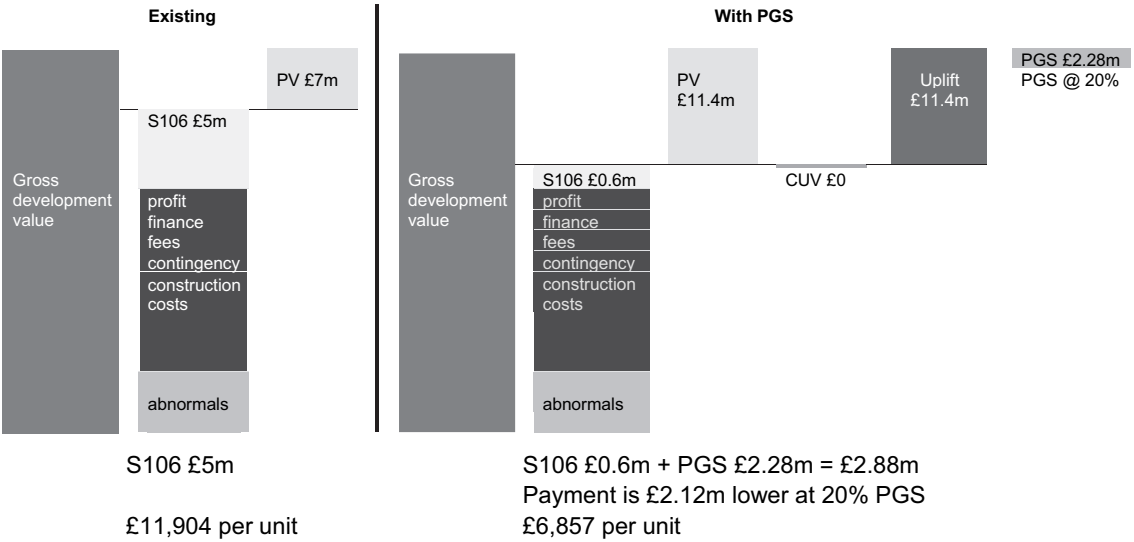 Existing
PV £7m
S106 £5m
Gross
development
value
profit
finance
fees
contingency
construction
costs
abnormals
S106 £5m
£11,904 per unit
With PGS
PV
£11.4m
Uplift
£11.4m
PGS £2.28m
PGS @ 20%
Gross
development
value
S106 £0.6m
CUV £0
profit
finance
fees
contingency
construction
costs
abnormals
S106 £0.6m + PGS £2.28m = £2.88m
Payment is £2.12m lower at 20% PGS
£6,857 per unit